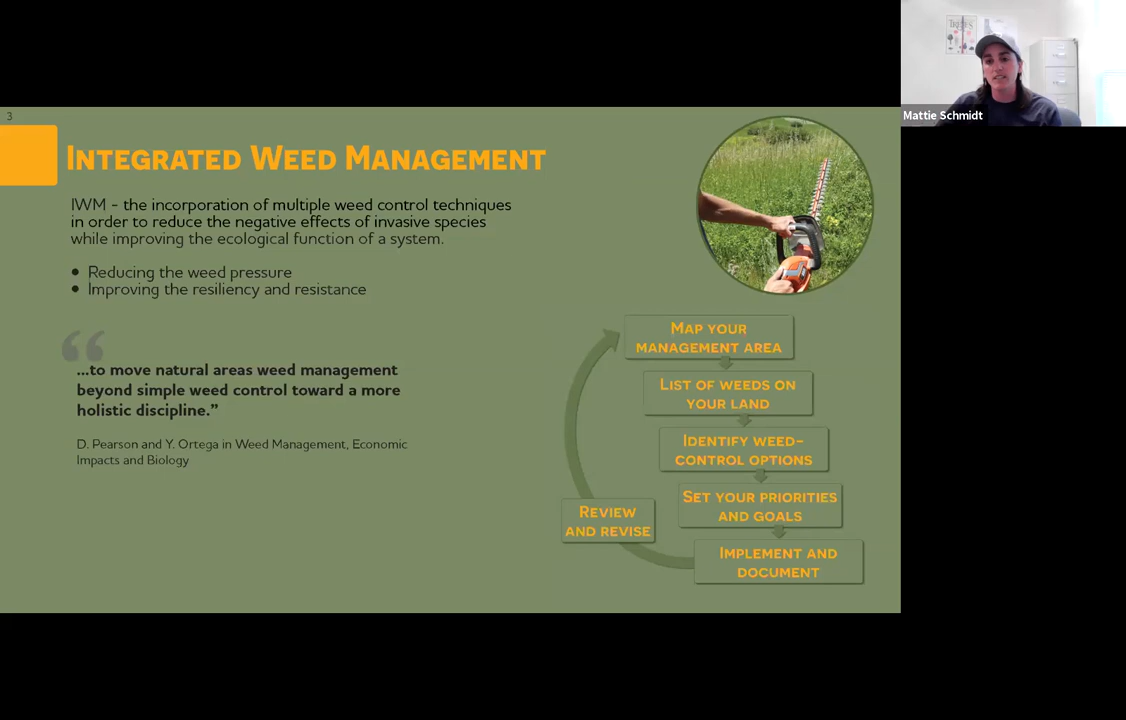 3
INTEGRATED WEED MANAGEMENT
IWM - the incorporation of multiple weed control techniques
in order to reduce the negative effects of invasive species
while improving the ecological function of a system.
• Reducing the weed pressure
• Improving the resiliency and resistance
“
...to move natural areas weed management
beyond simple weed control toward a more
holistic discipline.”
D. Pearson and Y. Ortega in Weed Management, Economic
Impacts and Biology
MAP YOUR
MANAGEMENT AREA
LIST OF WEEDS ON
YOUR LAND
IDENTIFY WEED-
CONTROL OPTIONS
SET YOUR PRIORITIES
AND GOALS
IMPLEMENT AND
DOCUMENT
REVIEW
AND REVISE
TREES
Mattie Schmidt